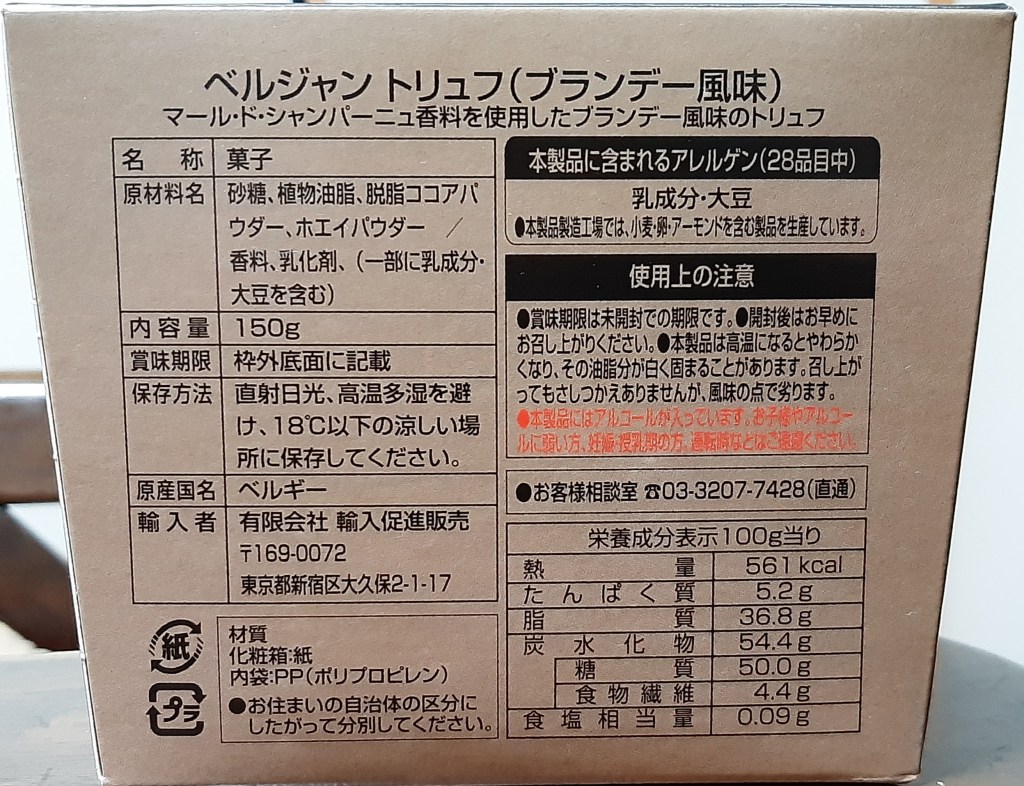 ベルジャン トリュフ(ブランデー風味)
マール・ド・シャンパーニュ香料を使用したブランデー風味のトリュフ
名称 菓子
原材料名 砂糖、植物油脂、脱脂ココアパ
ウダー、ホエイパウダー /
香料、乳化剤、(一部に乳成分・
大豆を含む)
内容量 150g
賞味期限 枠外底面に記載
保存方法 直射日光、高温多湿を避
け、18℃以下の涼しい場
所に保存してください。
原産国名 ベルギー
輸入者 有限会社 輸入促進販売
〒169-0072
東京都新宿区大久保2-1-17
紙
プラ
材質
化粧箱:紙
内袋:PP(ポリプロピレン)
●お住まいの自治体の区分に
したがって分別してください。
本製品に含まれるアレルゲン(28品目中)
乳成分・大豆
●本製品製造工場では、小麦・卵・アーモンドを含む製品を生産しています。
使用上の注意
●賞味期限は未開封での期限です。●開封後はお早めに
お召し上がりください。●本製品は高温になるとやわらか
くなり、その油脂分が白く固まることがあります。召し上が
ってもさしつかえありませんが、風味の点で劣ります。
●本製品にはアルコールが入っています。お子様やアルコー
ルに弱い方、妊娠・授乳期の方、運転時などはご遠慮ください。
●お客様相談室 ☎03-3207-7428(直通)
栄養成分表示100g当り
熱量 561kcal
たんぱく質 5.2g
脂質 36.8g
炭水化物 54.4g
糖質 50.0g
食物繊維 4.4g
食塩相当量 0.09g